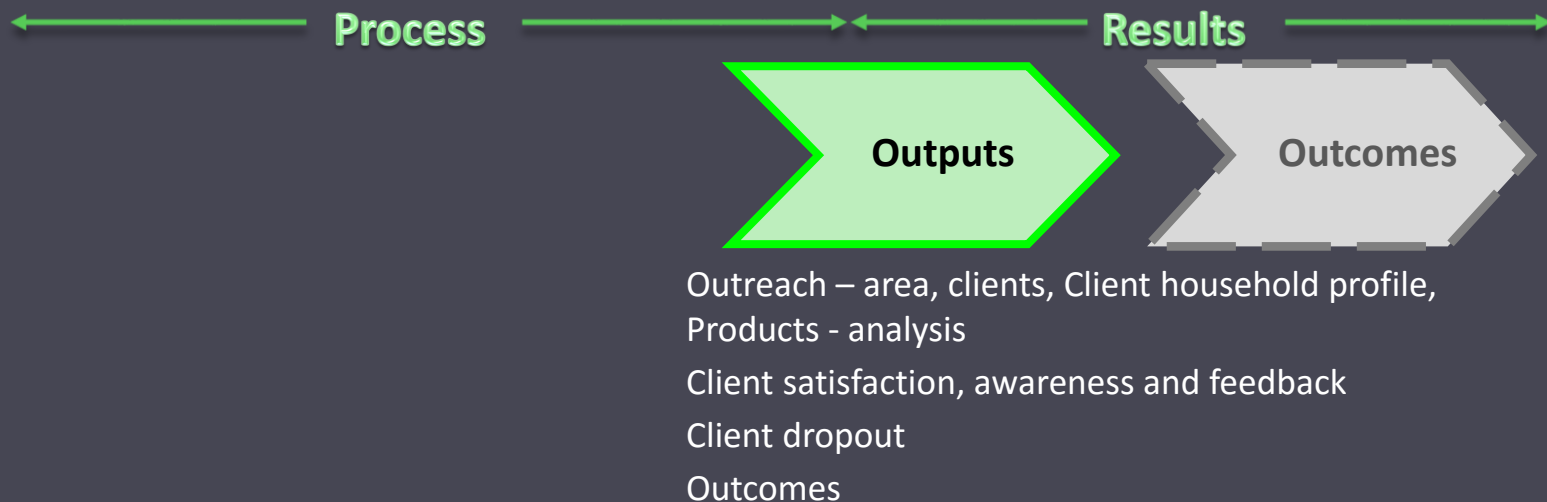 Process
Results
Outputs
Outcomes
Outreach – area, clients, Client household profile,
Products - analysis
Client satisfaction, awareness and feedback
Client dropout
Outcomes